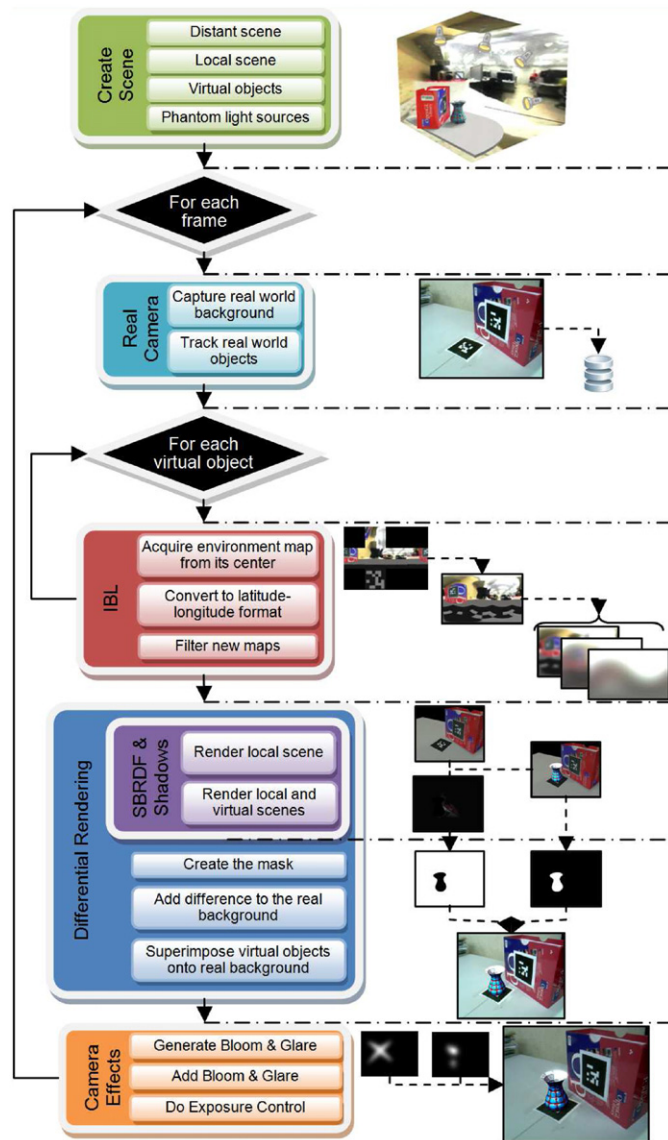 Create
Scene
Distant scene
Local scene
Virtual objects
Phantom light sources
For each
frame
Real
Camera
Capture real world
background
Track real world
objects
For each
virtual object
IBL
Acquire environment map
from its center
Convert to latitude-
longitude format
Filter new maps
Differential Rendering
SBRDF &
Shadows
Render local scene
Render local and
virtual scenes
Create the mask
Add difference to the real
background
Superimpose virtual objects
onto real background
Camera
Effects
Generate Bloom & Glare
Add Bloom & Glare
Do Exposure Control